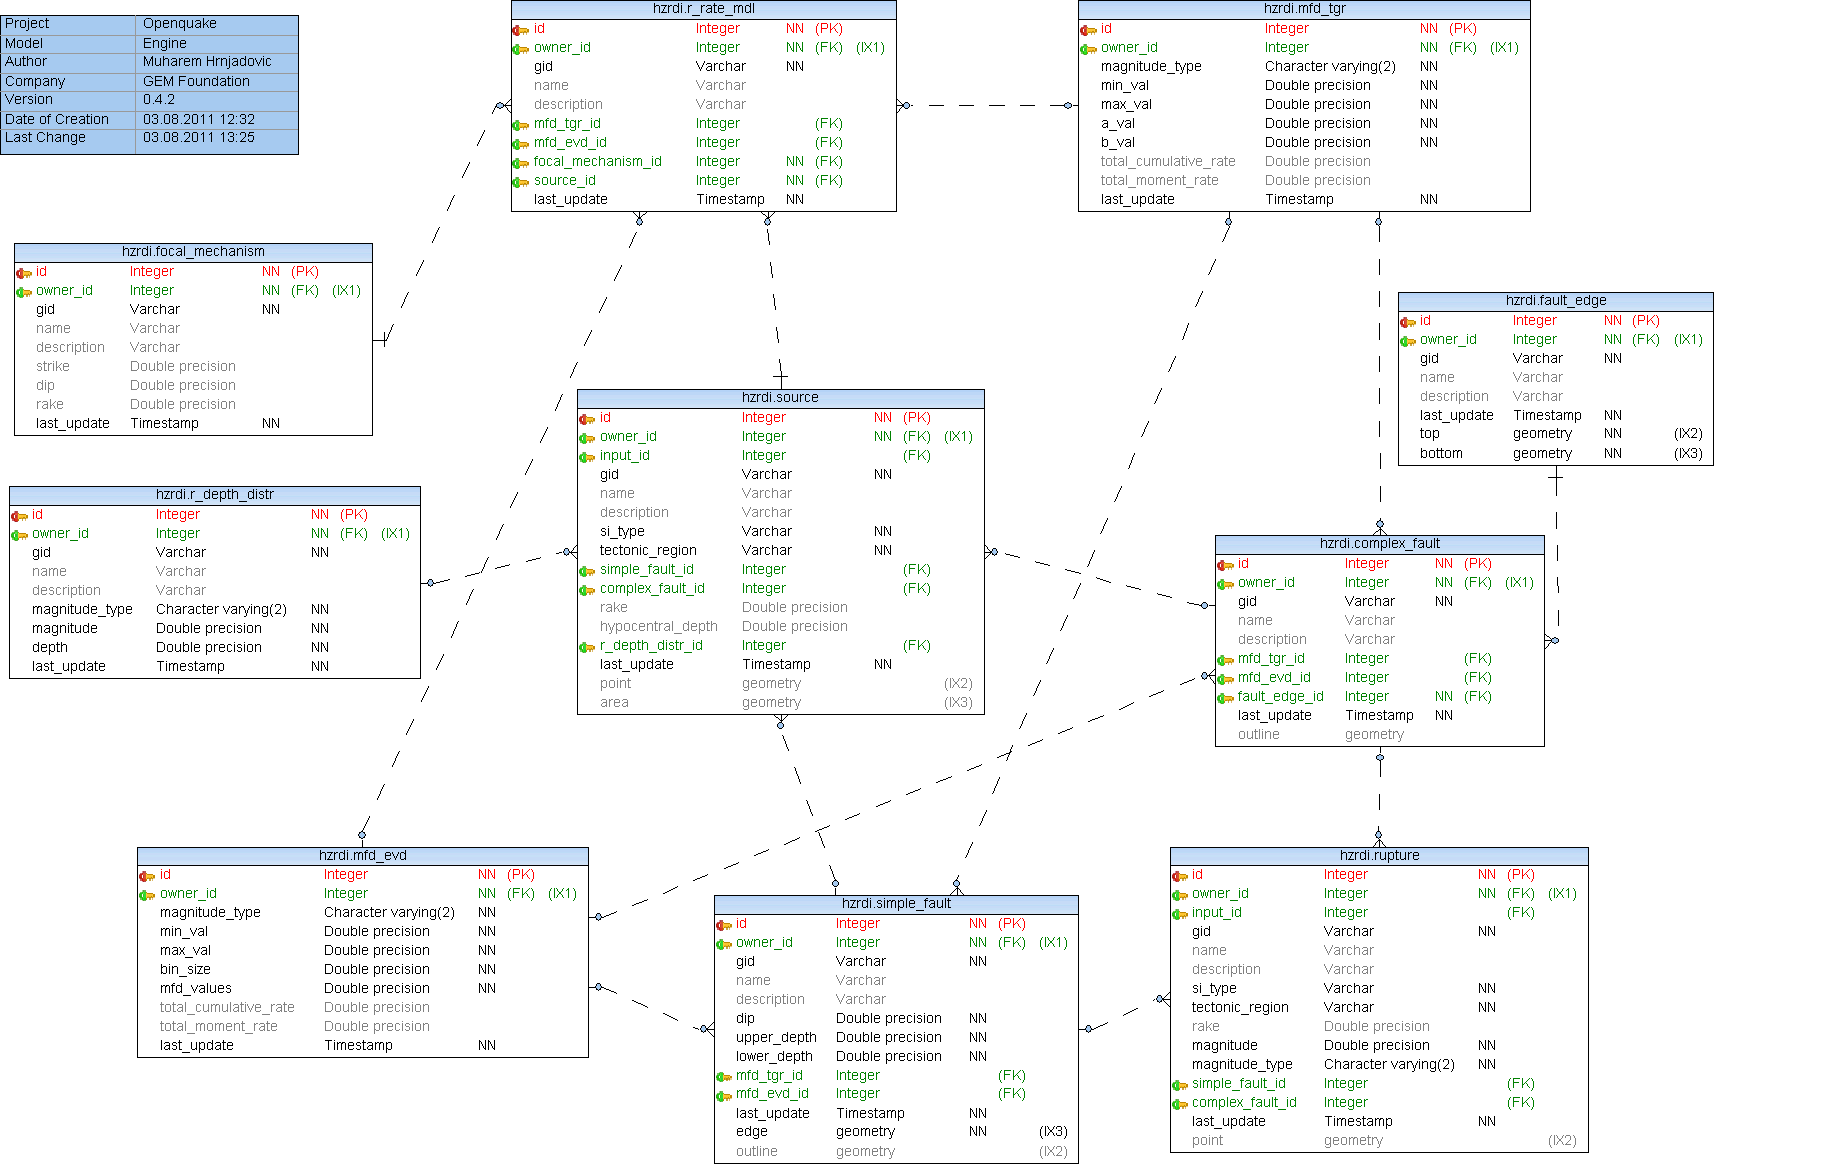 Project Openquake
Model Engine
Author Muharem Hrnjadovic
Company GEM Foundation
Version 0.4.2
Date of Creation 03.08.2011 12:32
Last Change 03.08.2011 13:25
hzrdi.r_rate_mdl
id Integer NN (PK)
owner_id Integer NN (FK) (IX1)
gid Varchar NN
name Varchar
description Varchar
mfd_tgr_id Integer (FK)
mfd_evd_id Integer (FK)
focal_mechanism_id Integer NN (FK)
source_id Integer NN (FK)
last_update Timestamp NN
hzrdi.mfd_tgr
id Integer NN (PK)
owner_id Integer NN (FK) (IX1)
magnitude_type Character varying(2) NN
min_val Double precision NN
max_val Double precision NN
a_val Double precision NN
b_val Double precision NN
total_cumulative_rate Double precision
total_moment_rate Double precision
last_update Timestamp NN
hzrdi.focal_mechanism
id Integer NN (PK)
owner_id Integer NN (FK) (IX1)
gid Varchar NN
name Varchar
description Varchar
strike Double precision
dip Double precision
rake Double precision
last_update Timestamp NN
hzrdi.fault_edge
id Integer NN (PK)
owner_id Integer NN (FK) (IX1)
gid Varchar NN
name Varchar
description Varchar
last_update Timestamp NN
top geometry NN (IX2)
bottom geometry NN (IX3)
hzrdi.source
id Integer NN (PK)
owner_id Integer NN (FK) (IX1)
input_id Integer (FK)
gid Varchar NN
name Varchar
description Varchar
si_type Varchar NN
tectonic_region Varchar NN
simple_fault_id Integer (FK)
complex_fault_id Integer (FK)
rake Double precision
hypocentral_depth Double precision
r_depth_distr_id Integer (FK)
last_update Timestamp NN
point geometry (IX2)
area geometry (IX3)
hzrdi.r_depth_distr
id Integer NN (PK)
owner_id Integer NN (FK) (IX1)
gid Varchar NN
name Varchar
description Varchar
magnitude_type Character varying(2) NN
magnitude Double precision NN
depth Double precision NN
last_update Timestamp NN
hzrdi.complex_fault
id Integer NN (PK)
owner_id Integer NN (FK) (IX1)
gid Varchar NN
name Varchar
description Varchar
mfd_tgr_id Integer (FK)
mfd_evd_id Integer (FK)
fault_edge_id Integer NN (FK)
last_update Timestamp NN
outline geometry
hzrdi.mfd_evd
id Integer NN (PK)
owner_id Integer NN (FK) (IX1)
magnitude_type Character varying(2) NN
min_val Double precision NN
max_val Double precision NN
bin_size Double precision NN
mfd_values Double precision NN
total_cumulative_rate Double precision
total_moment_rate Double precision
last_update Timestamp NN
hzrdi.simple_fault
id Integer NN (PK)
owner_id Integer NN (FK) (IX1)
gid Varchar NN
name Varchar
description Varchar
dip Double precision NN
upper_depth Double precision NN
lower_depth Double precision NN
mfd_tgr_id Integer (FK)
mfd_evd_id Integer (FK)
last_update Timestamp NN
edge geometry NN (IX3)
outline geometry (IX2)
hzrdi.rupture
id Integer NN (PK)
owner_id Integer NN (FK) (IX1)
input_id Integer (FK)
gid Varchar NN
name Varchar
description Varchar
si_type Varchar NN
tectonic_region Varchar NN
rake Double precision
magnitude Double precision NN
magnitude_type Character varying(2) NN
simple_fault_id Integer (FK)
complex_fault_id Integer (FK)
last_update Timestamp NN
point geometry (IX2)